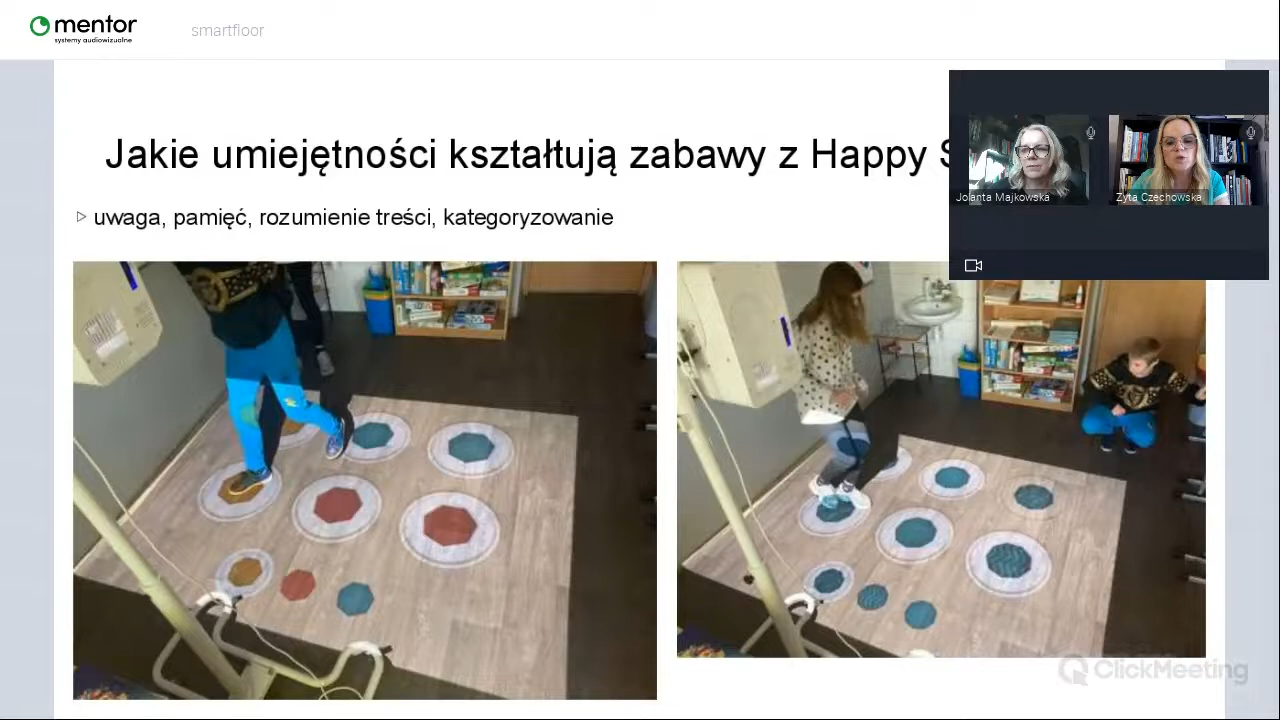 mentor
systemy audiowizualne
smartfloor
Jakie umiejętności kształtują zabawy z Happy S
uwaga, pamięć, rozumienie treści, kategoryzowanie
Jolanta Majkowska
Zyta Czechowska
ClickMeeting